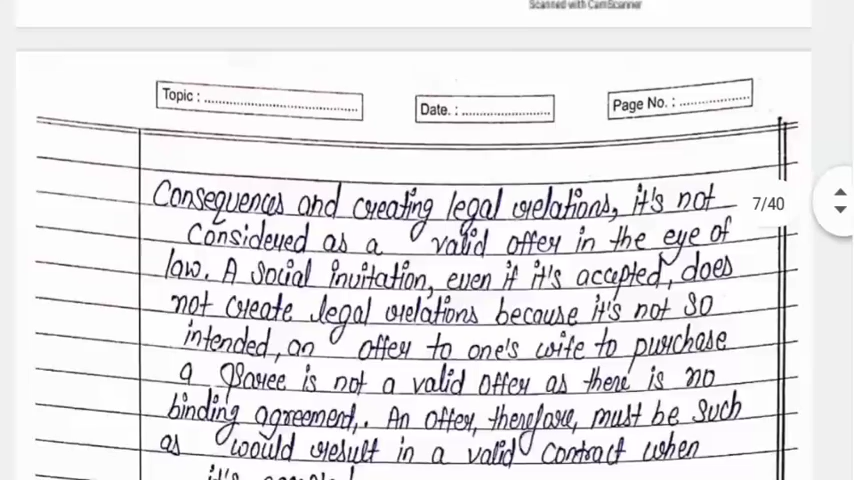 Scanned with CamScanner
Topic : ........................................
Date. : .......................
Page No. : ..................
7/40
Consequences and creating legal relations, it's not
Considered as a valid offer in the eye of
law. A social invitation, even if it's accepted, does
not create legal relations because it's not so
intended, an offer to one's wife to purchase
a Saree is not a valid offer as there is no
binding agreement,. An offer, therefore, must be such
as would result in a valid Contract when
it's